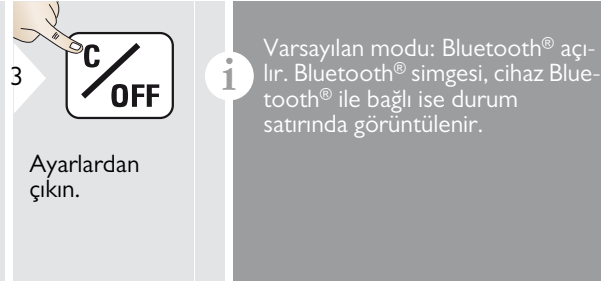 3
C
OFF
Ayarlardan
çıkın.
i
Varsayılan modu: Bluetooth® açı-
lır. Bluetooth® simgesi, cihaz Blue-
tooth® ile bağlı ise durum
satırında görüntülenir.